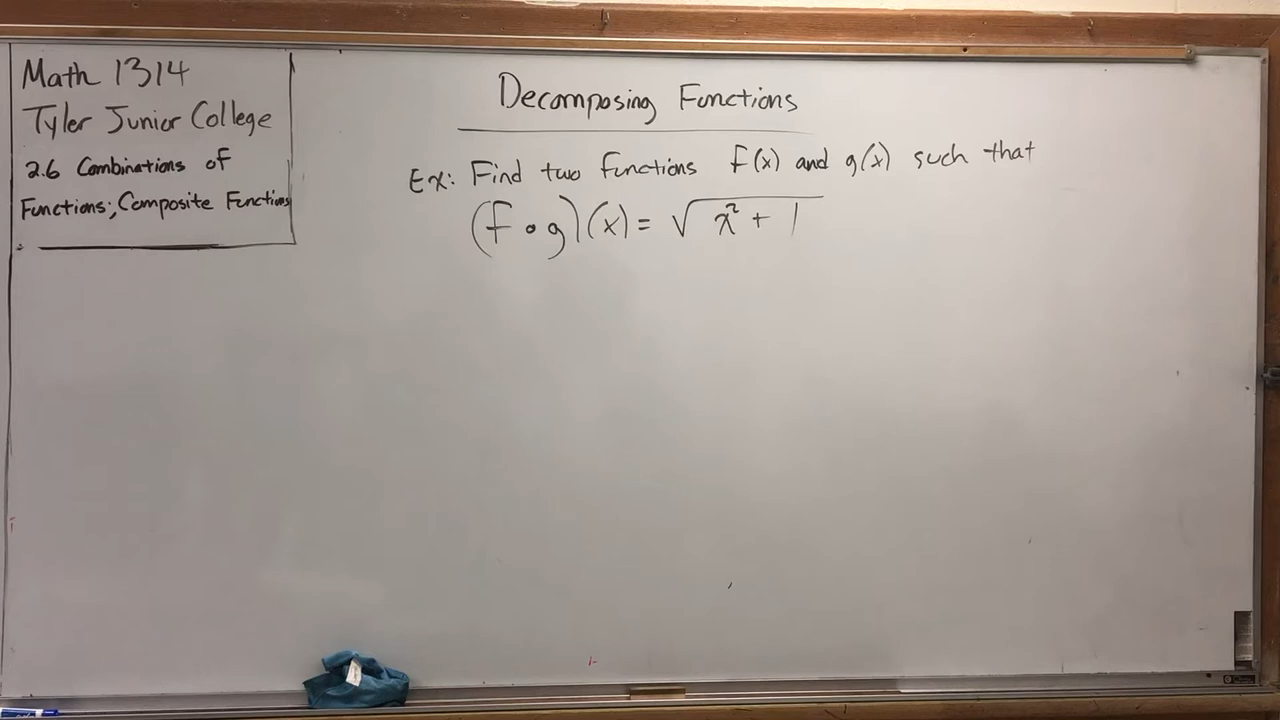 Math 1314
Tyler Junior College
2.6 Combinations of
Functions; Composite Functions
Decomposing Functions
Ex: Find two functions f(x) and g(x) such that
(f ∘ g)(x) = √(x² + 1)